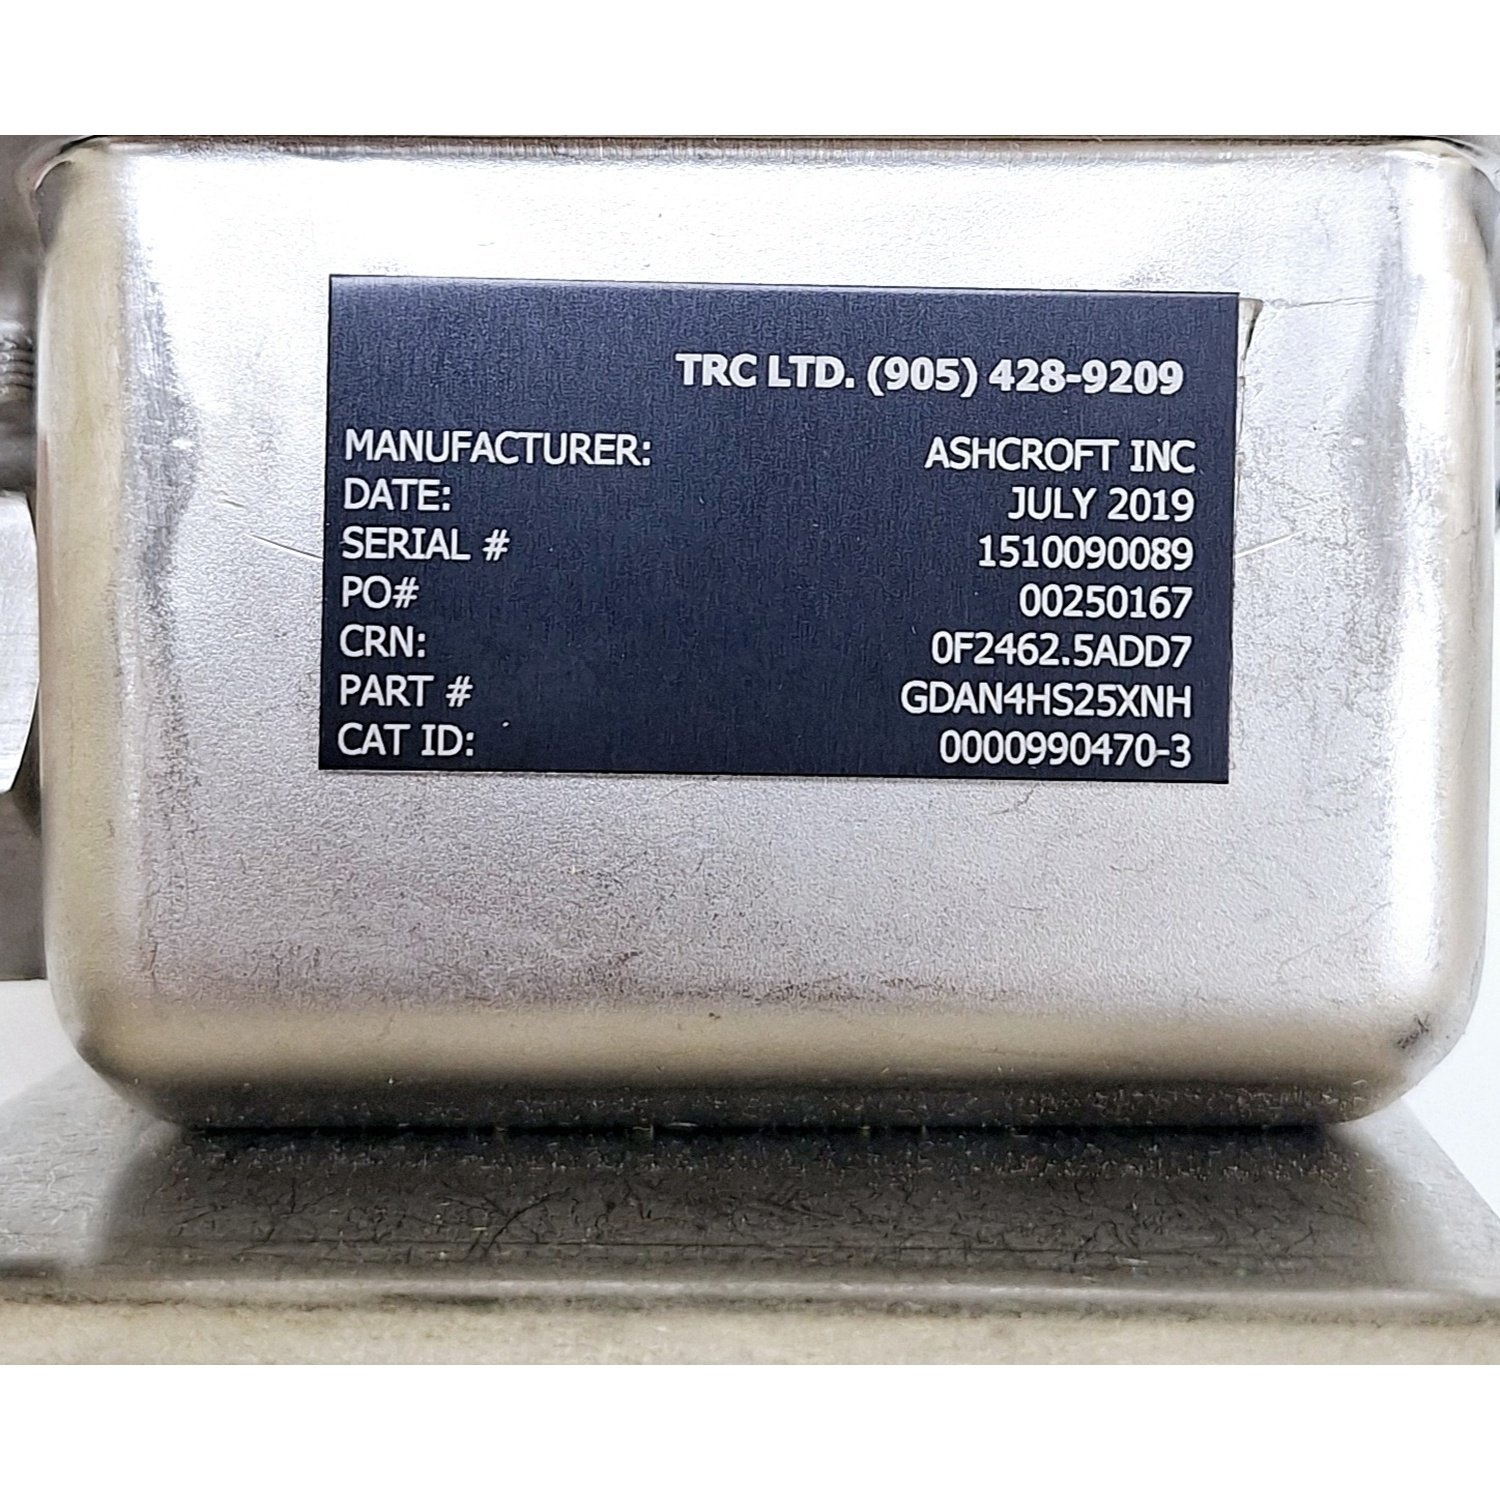 TRC LTD. (905) 428-9209
MANUFACTURER: ASHCROFT INC
DATE: JULY 2019
SERIAL # 1510090089
PO# 00250167
CRN: 0F2462.5ADD7
PART # GDAN4HS25XNH
CAT ID: 0000990470-3